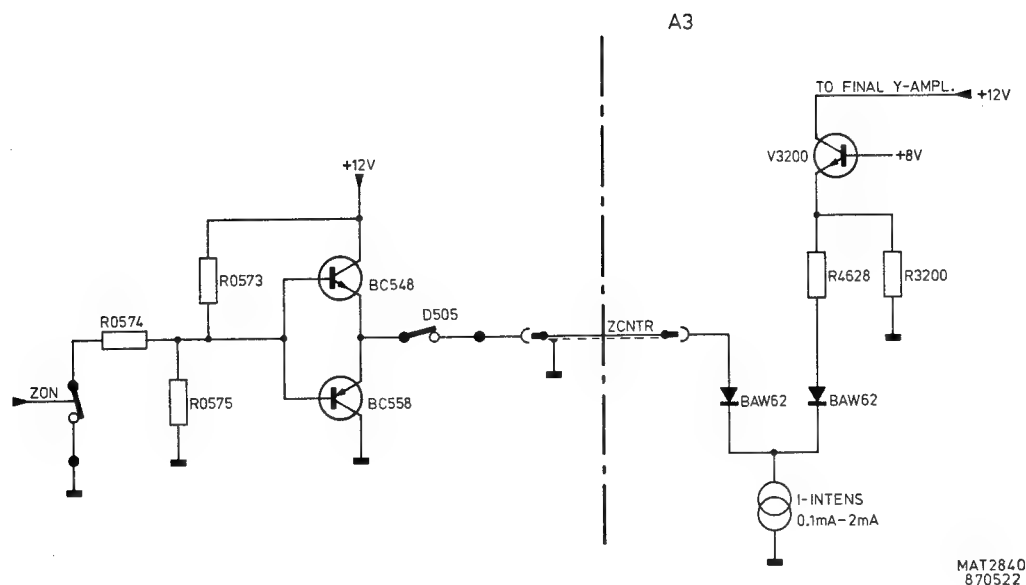 A3
TO FINAL Y-AMPL.
+12V
V3200
+8V
+12V
R4628
R3200
R0573
BC548
D505
ZCNTR
R0574
ZON
R0575
BC558
BAW62
BAW62
I-INTENS
0.1mA-2mA
MAT2840
870522